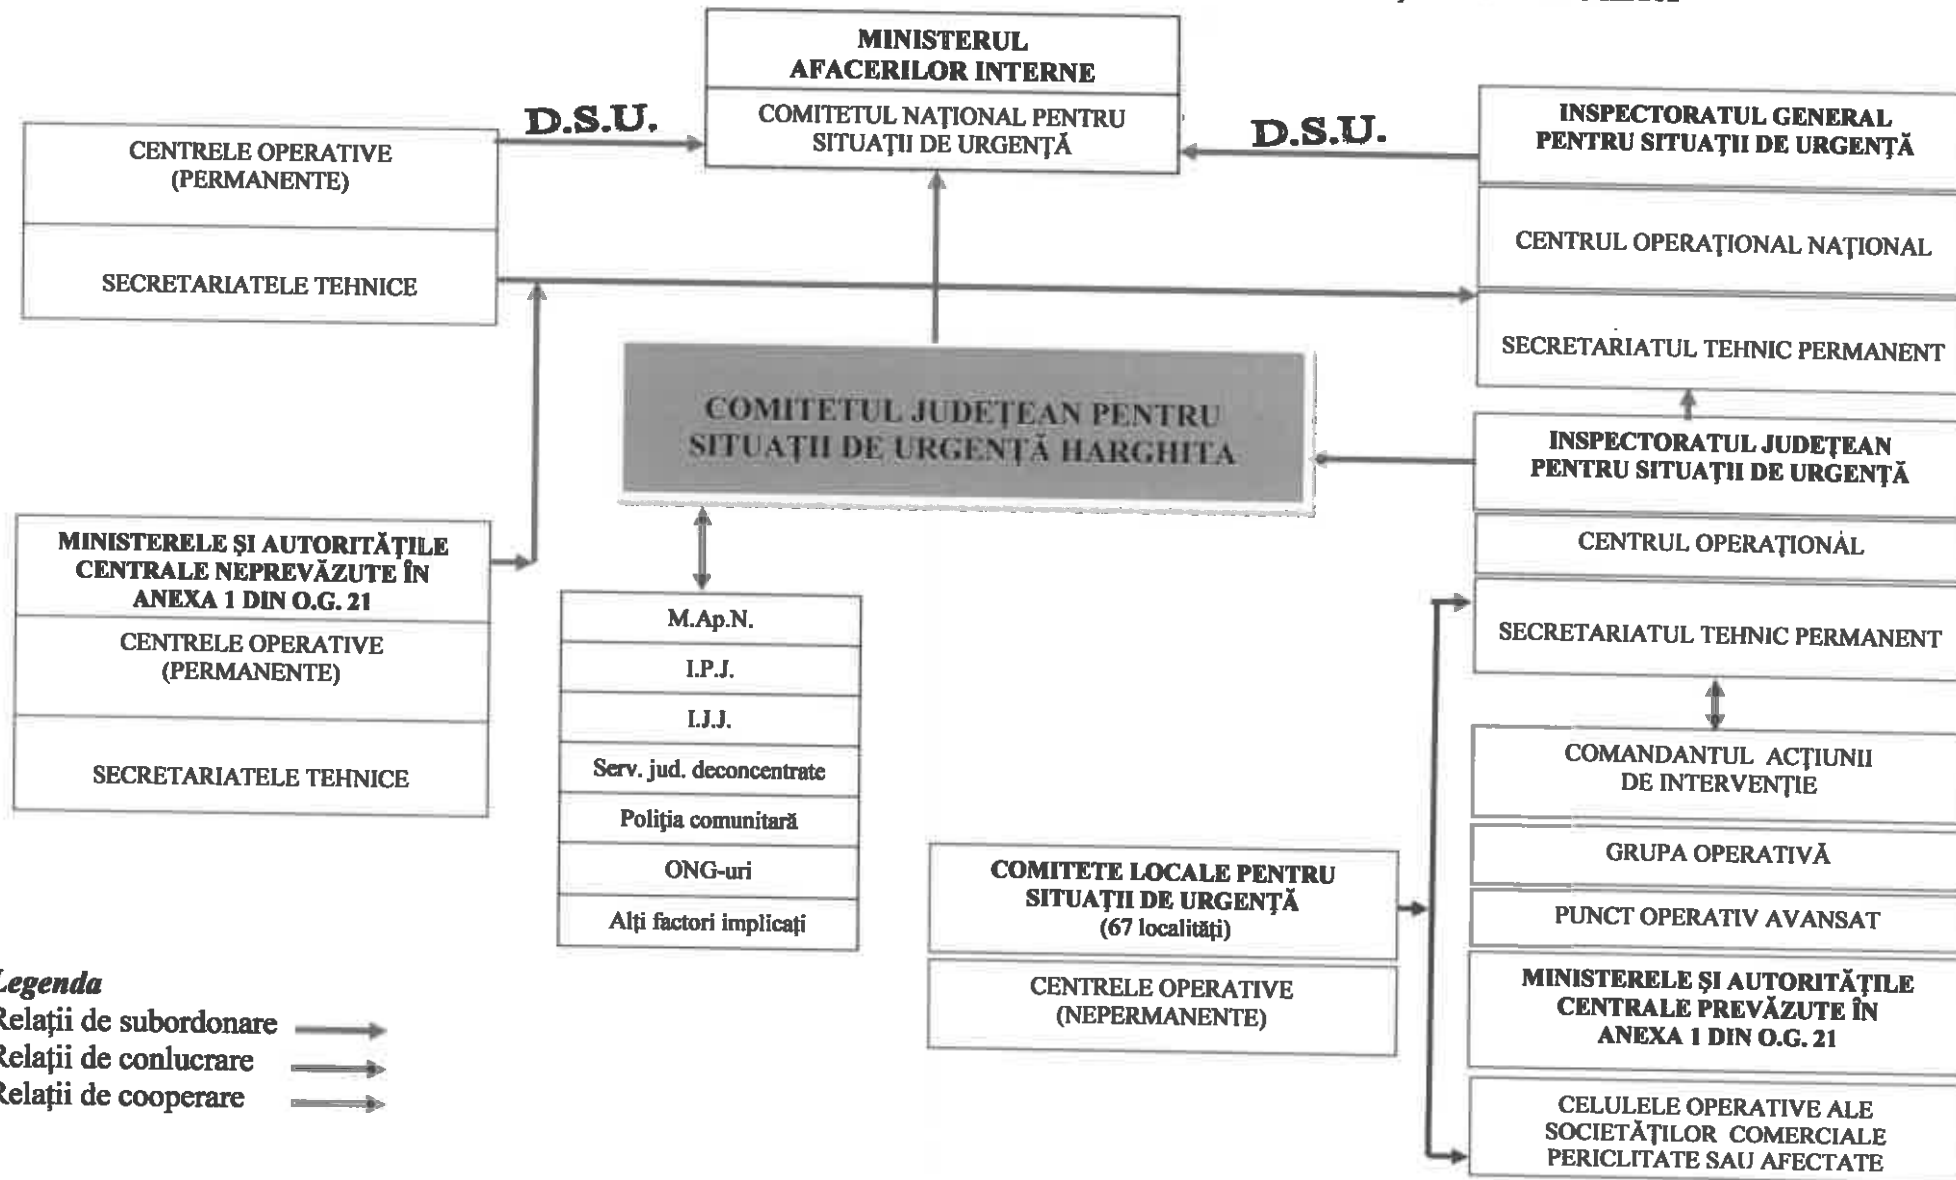 MINISTERUL
AFACERILOR INTERNE
COMITETUL NAȚIONAL PENTRU
SITUAȚII DE URGENȚĂ
D.S.U.
D.S.U.
CENTRELE OPERATIVE
(PERMANENTE)
SECRETARIATELE TEHNICE
INSPECTORATUL GENERAL
PENTRU SITUAȚII DE URGENȚĂ
CENTRUL OPERAȚIONAL NAȚIONAL
SECRETARIATUL TEHNIC PERMANENT
COMITETUL JUDEȚEAN PENTRU
SITUAȚII DE URGENȚĂ HARGHITA
INSPECTORATUL JUDEȚEAN
PENTRU SITUAȚII DE URGENȚĂ
CENTRUL OPERAȚIONAL
SECRETARIATUL TEHNIC PERMANENT
MINISTERELE ȘI AUTORITĂȚILE
CENTRALE NEPREVĂZUTE ÎN
ANEXA 1 DIN O.G. 21
CENTRELE OPERATIVE
(PERMANENTE)
SECRETARIATELE TEHNICE
M.Ap.N.
I.P.J.
I.J.J.
Serv. jud. deconcentrate
Poliția comunitară
ONG-uri
Alți factori implicați
COMANDANTUL ACȚIUNII
DE INTERVENȚIE
GRUPA OPERATIVĂ
PUNCT OPERATIV AVANSAT
COMITETE LOCALE PENTRU
SITUAȚII DE URGENȚĂ
(67 localități)
CENTRELE OPERATIVE
(NEPERMANENTE)
MINISTERELE ȘI AUTORITĂȚILE
CENTRALE PREVĂZUTE ÎN
ANEXA 1 DIN O.G. 21
CELULELE OPERATIVE ALE
SOCIETĂȚILOR COMERCIALE
PERICLITATE SAU AFECTATE
Legenda
Relații de subordonare
Relații de conlucrare
Relații de cooperare